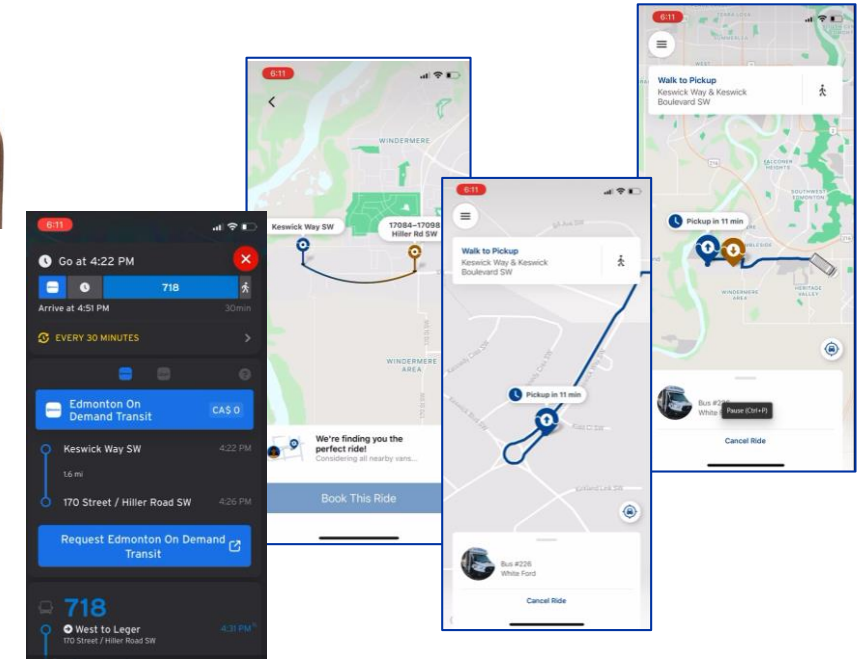 6:11
Go at 4:22 PM
718
Arrive at 4:51 PM
30min
EVERY 30 MINUTES
Edmonton On
Demand Transit
CA$ 0
Keswick Way SW
4:22 PM
1.6 mi
170 Street / Hiller Road SW
4:26 PM
Request Edmonton On Demand
Transit
718
West to Leger
4:31 PM
170 Street / Hiller Road SW
6:11
WINDERMERE
Keswick Way SW
17084–17098
Hiller Rd SW
170 St SW
WINDERMERE
AREA
We're finding you the
perfect ride!
Considering all nearby vans...
Book This Ride
6:11
Walk to Pickup
Keswick Way & Keswick
Boulevard SW
Pickup in 11 min
Bus #226
White Ford
Cancel Ride
6:11
Walk to Pickup
Keswick Way & Keswick
Boulevard SW
FALCONER
HEIGHTS
SOUTHWEST
EDMONTON
Pickup in 11 min
WINDERMERE
AREA
HERITAGE
VALLEY
Pause (Ctrl+P)
Cancel Ride